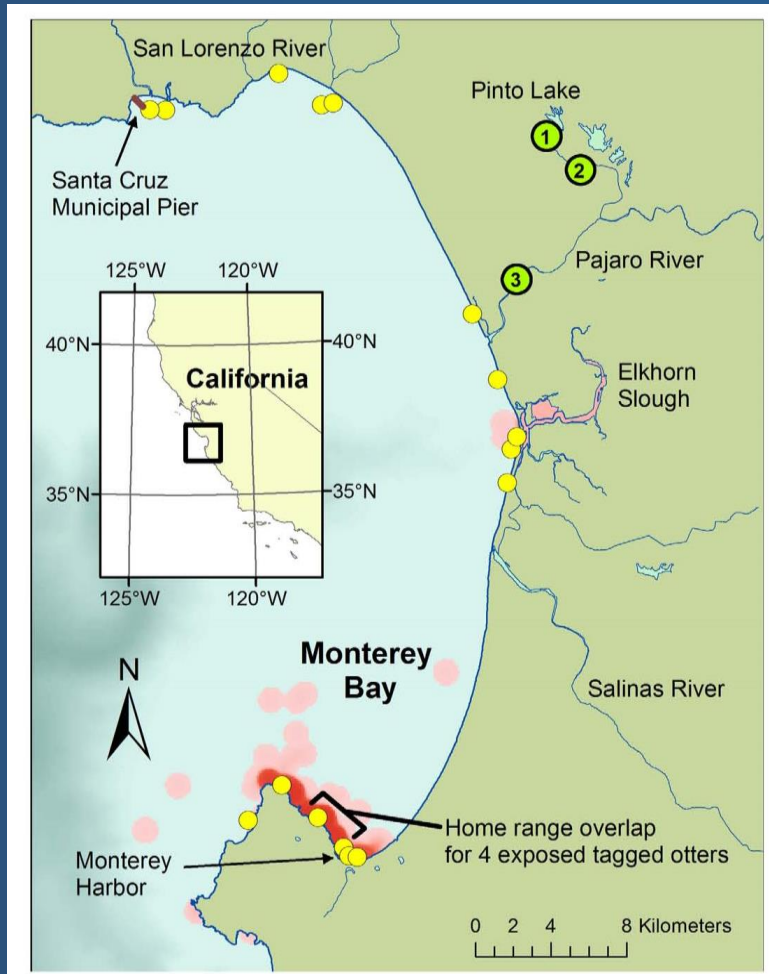 San Lorenzo River
Pinto Lake
1
2
Santa Cruz
Municipal Pier
Pajaro River
3
125°W 120°W
40°N 40°N
California
Elkhorn
Slough
35°N 35°N
125°W 120°W
N
Monterey
Bay
Salinas River
Home range overlap
for 4 exposed tagged otters
Monterey
Harbor
0 2 4 8 Kilometers